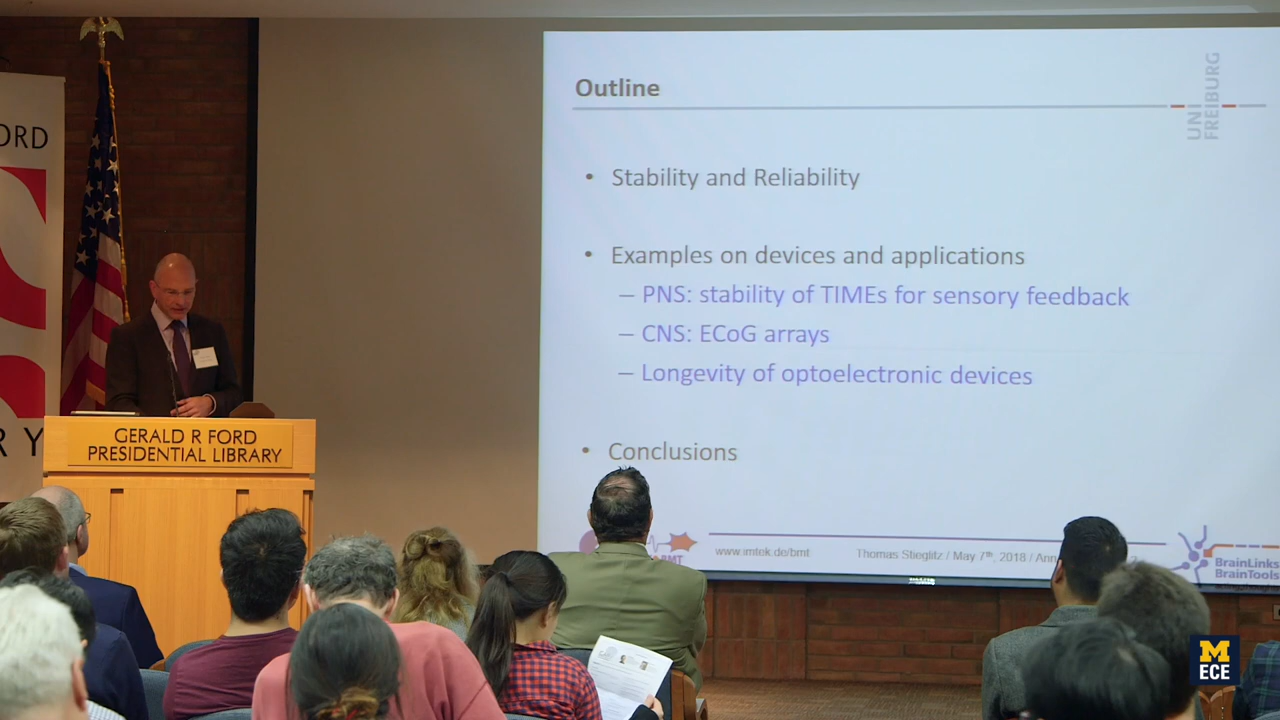 ORD
RY
GERALD R FORD
PRESIDENTIAL LIBRARY
Outline
UNI
FREIBURG
• Stability and Reliability
• Examples on devices and applications
– PNS: stability of TIMEs for sensory feedback
– CNS: ECoG arrays
– Longevity of optoelectronic devices
• Conclusions
BMT
www.imtek.de/bmt
Thomas Stieglitz / May 7th, 2018 / Ann
BrainLinks
BrainTools
M
ECE